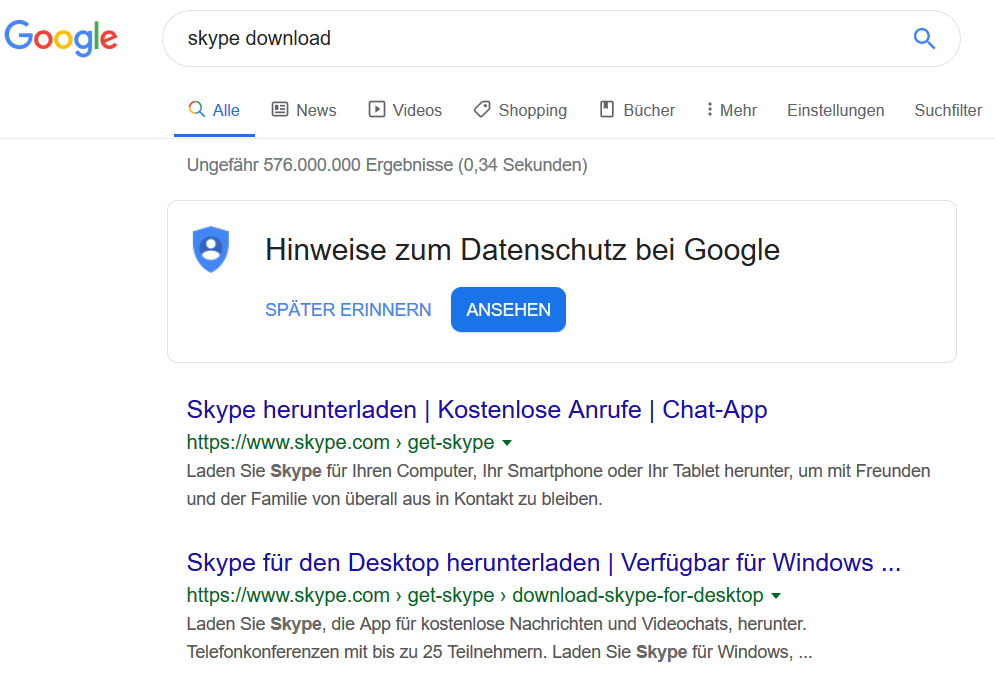 Google
skype download
Alle News Videos Shopping Bücher Mehr Einstellungen Suchfilter
Ungefähr 576.000.000 Ergebnisse (0,34 Sekunden)
Hinweise zum Datenschutz bei Google
SPÄTER ERINNERN ANSEHEN
Skype herunterladen | Kostenlose Anrufe | Chat-App
https://www.skype.com › get-skype
Laden Sie Skype für Ihren Computer, Ihr Smartphone oder Ihr Tablet herunter, um mit Freunden
und der Familie von überall aus in Kontakt zu bleiben.
Skype für den Desktop herunterladen | Verfügbar für Windows ...
https://www.skype.com › get-skype › download-skype-for-desktop
Laden Sie Skype, die App für kostenlose Nachrichten und Videochats, herunter.
Telefonkonferenzen mit bis zu 25 Teilnehmern. Laden Sie Skype für Windows, ...